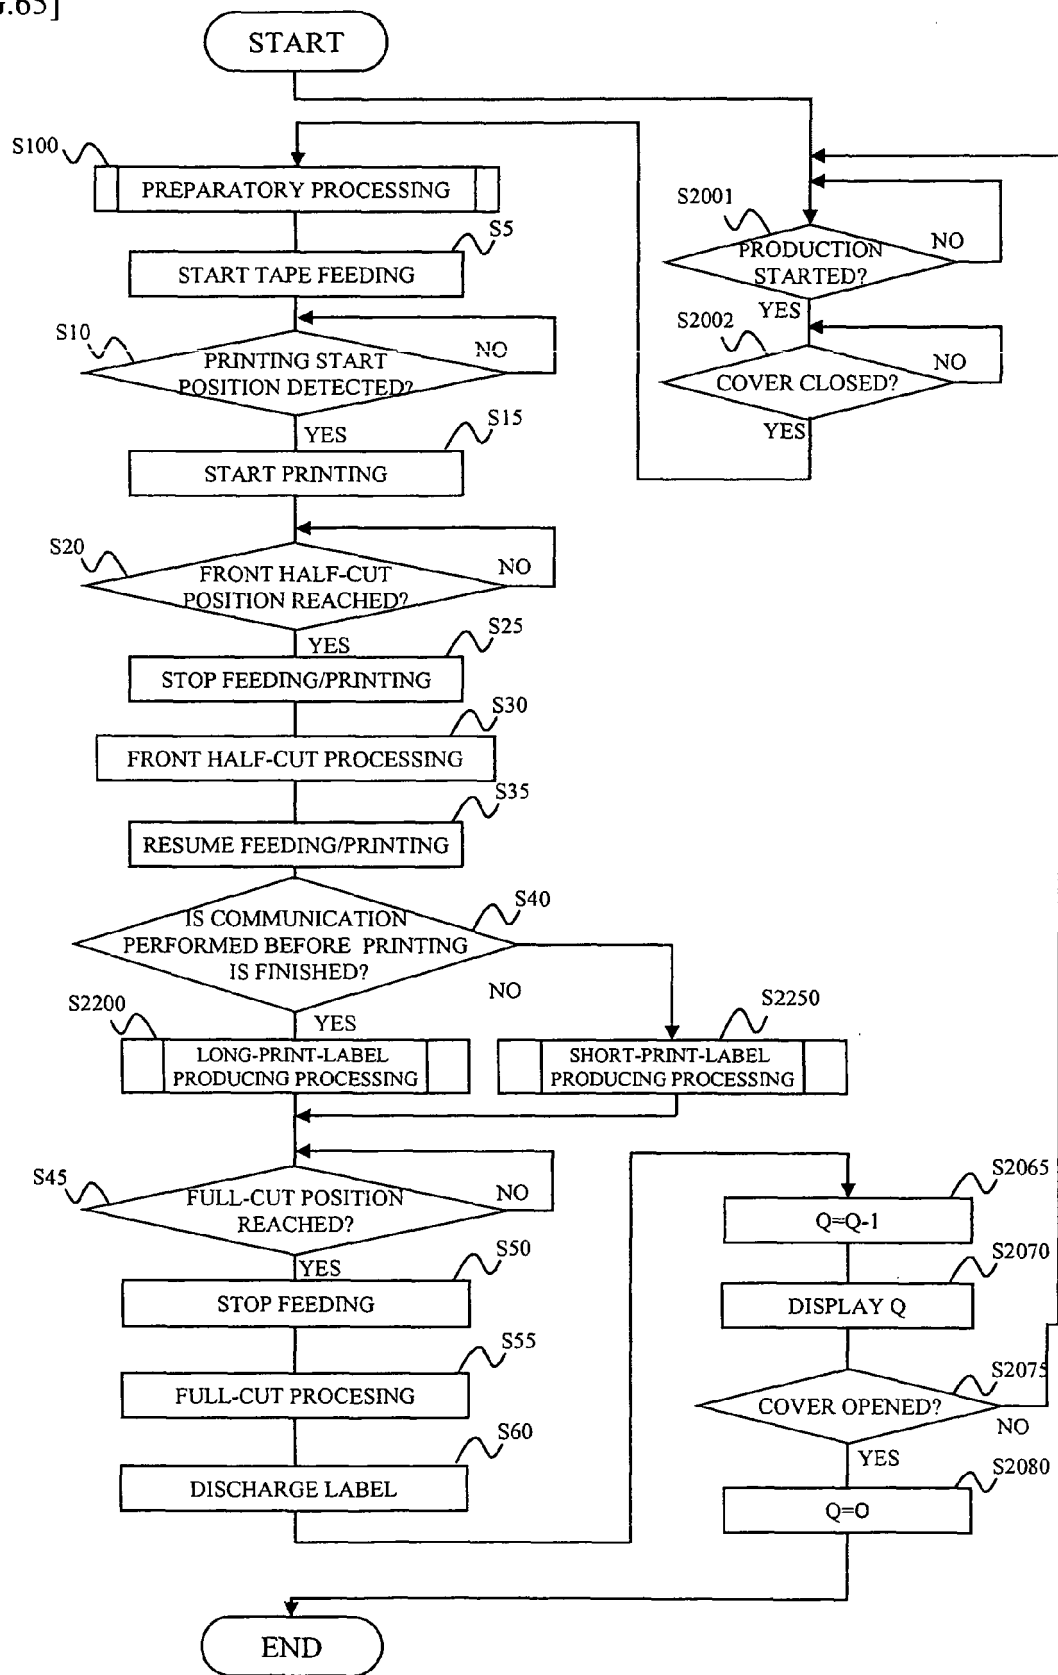 .65]
START
S100
PREPARATORY PROCESSING
S5
START TAPE FEEDING
S10
PRINTING START
POSITION DETECTED?
NO
YES
S15
START PRINTING
S20
FRONT HALF-CUT
POSITION REACHED?
NO
YES
S25
STOP FEEDING/PRINTING
S30
FRONT HALF-CUT PROCESSING
S35
RESUME FEEDING/PRINTING
S40
IS COMMUNICATION
PERFORMED BEFORE PRINTING
IS FINISHED?
NO
YES
S2200
LONG-PRINT-LABEL
PRODUCING PROCESSING
S2250
SHORT-PRINT-LABEL
PRODUCING PROCESSING
S45
FULL-CUT POSITION
REACHED?
NO
YES
S50
STOP FEEDING
S55
FULL-CUT PROCESING
S60
DISCHARGE LABEL
S2001
PRODUCTION
STARTED?
NO
YES
S2002
COVER CLOSED?
NO
YES
S2065
Q=Q-1
S2070
DISPLAY Q
S2075
COVER OPENED?
NO
YES
S2080
Q=0
END